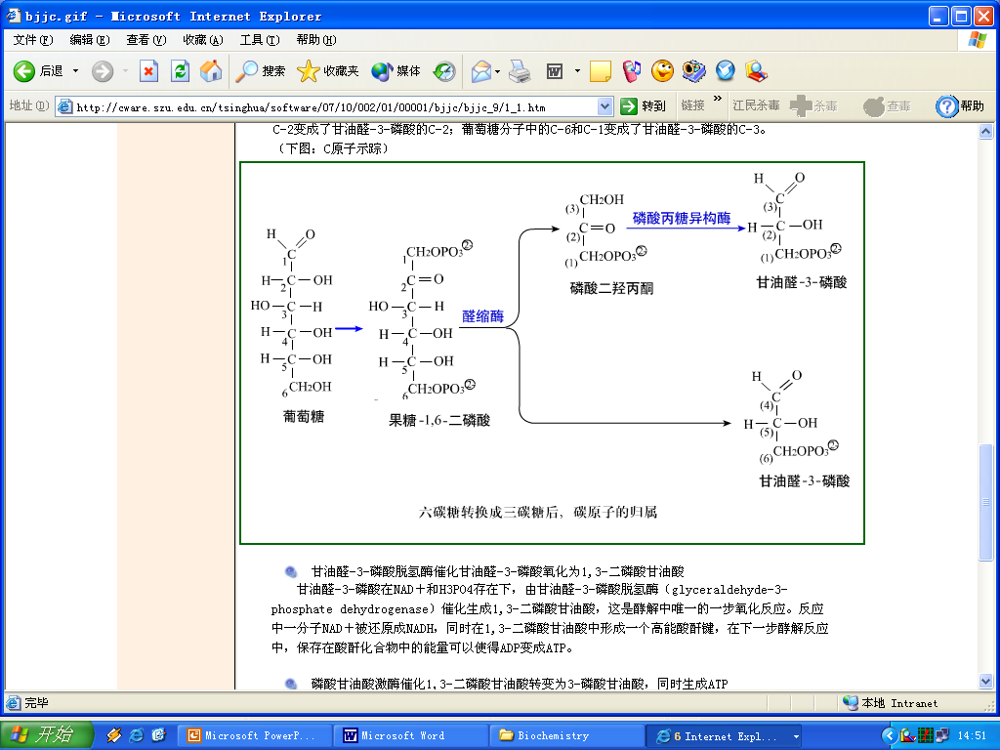 bjjc.gif - Microsoft Internet Explorer
文件(F) 编辑(E) 查看(V) 收藏(A) 工具(T) 帮助(H)
后退 搜索 收藏夹 媒体
地址(D) http://cware.szu.edu.cn/tsinghua/software/07/10/002/01/00001/bjjc/bjjc_9/1_1.htm 转到 链接 » 江民杀毒 杀毒 查毒 帮助
C-2变成了甘油醛-3-磷酸的C-2；葡萄糖分子中的C-6和C-1变成了甘油醛-3-磷酸的C-3。
（下图：C原子示踪）
H O
C
1
H C OH
2
HO C H
3
H C OH
4
H C OH
5
CH2OH
6
葡萄糖
CH2OPO3 2-
1
C O
2
HO C H
3
H C OH
4
H C OH
5
CH2OPO3 2-
6
果糖-1,6-二磷酸
醛缩酶
CH2OH
(3)
C O
(2)
CH2OPO3 2-
(1)
磷酸二羟丙酮
磷酸丙糖异构酶
H O
C
(3)
H C OH
(2)
CH2OPO3 2-
(1)
甘油醛-3-磷酸
H O
C
(4)
H C OH
(5)
CH2OPO3 2-
(6)
甘油醛-3-磷酸
六碳糖转换成三碳糖后，碳原子的归属
甘油醛-3-磷酸脱氢酶催化甘油醛-3-磷酸氧化为1,3-二磷酸甘油酸
甘油醛-3-磷酸在NAD＋和H3PO4存在下，由甘油醛-3-磷酸脱氢酶（glyceraldehyde-3-
phosphate dehydrogenase）催化生成1,3-二磷酸甘油酸，这是酵解中唯一的一步氧化反应。反应
中一分子NAD＋被还原成NADH，同时在1,3-二磷酸甘油酸中形成一个高能酸酐键，在下一步酵解反应
中，保存在酸酐化合物中的能量可以使得ADP变成ATP。
磷酸甘油酸激酶催化1,3-二磷酸甘油酸转变为3-磷酸甘油酸，同时生成ATP
完毕 本地 Intranet
开始 Microsoft PowerP... Microsoft Word Biochemistry 6 Internet Expl... 14:51